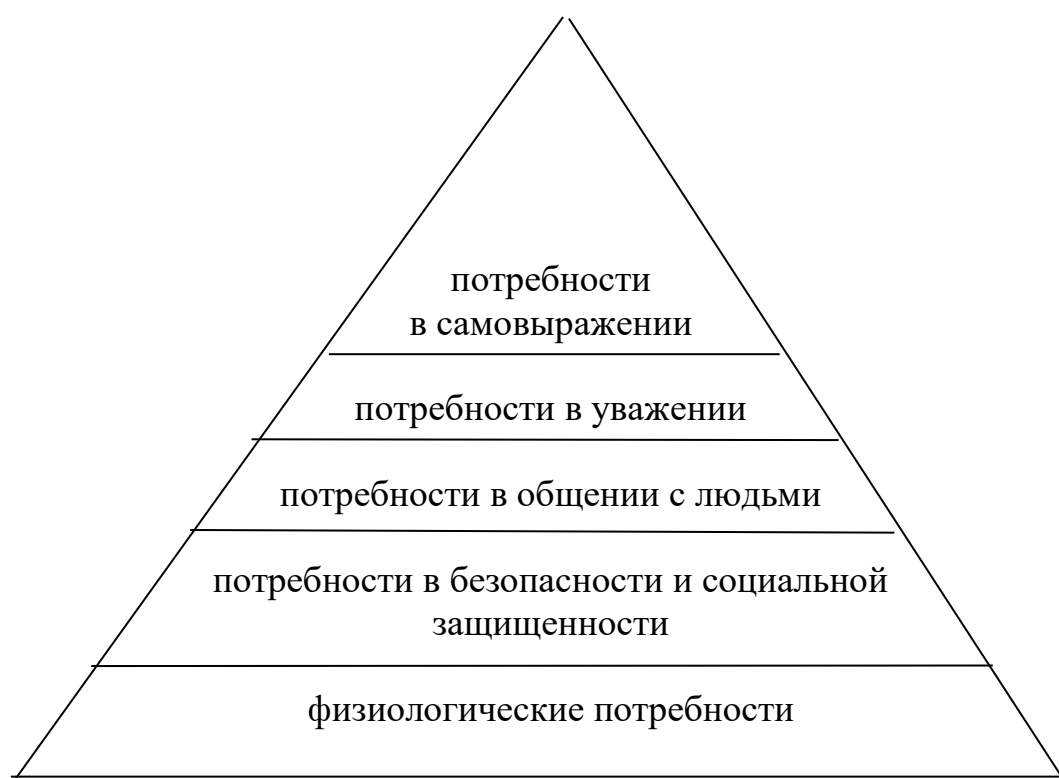 потребности
в самовыражении
потребности в уважении
потребности в общении с людьми
потребности в безопасности и социальной
защищенности
физиологические потребности